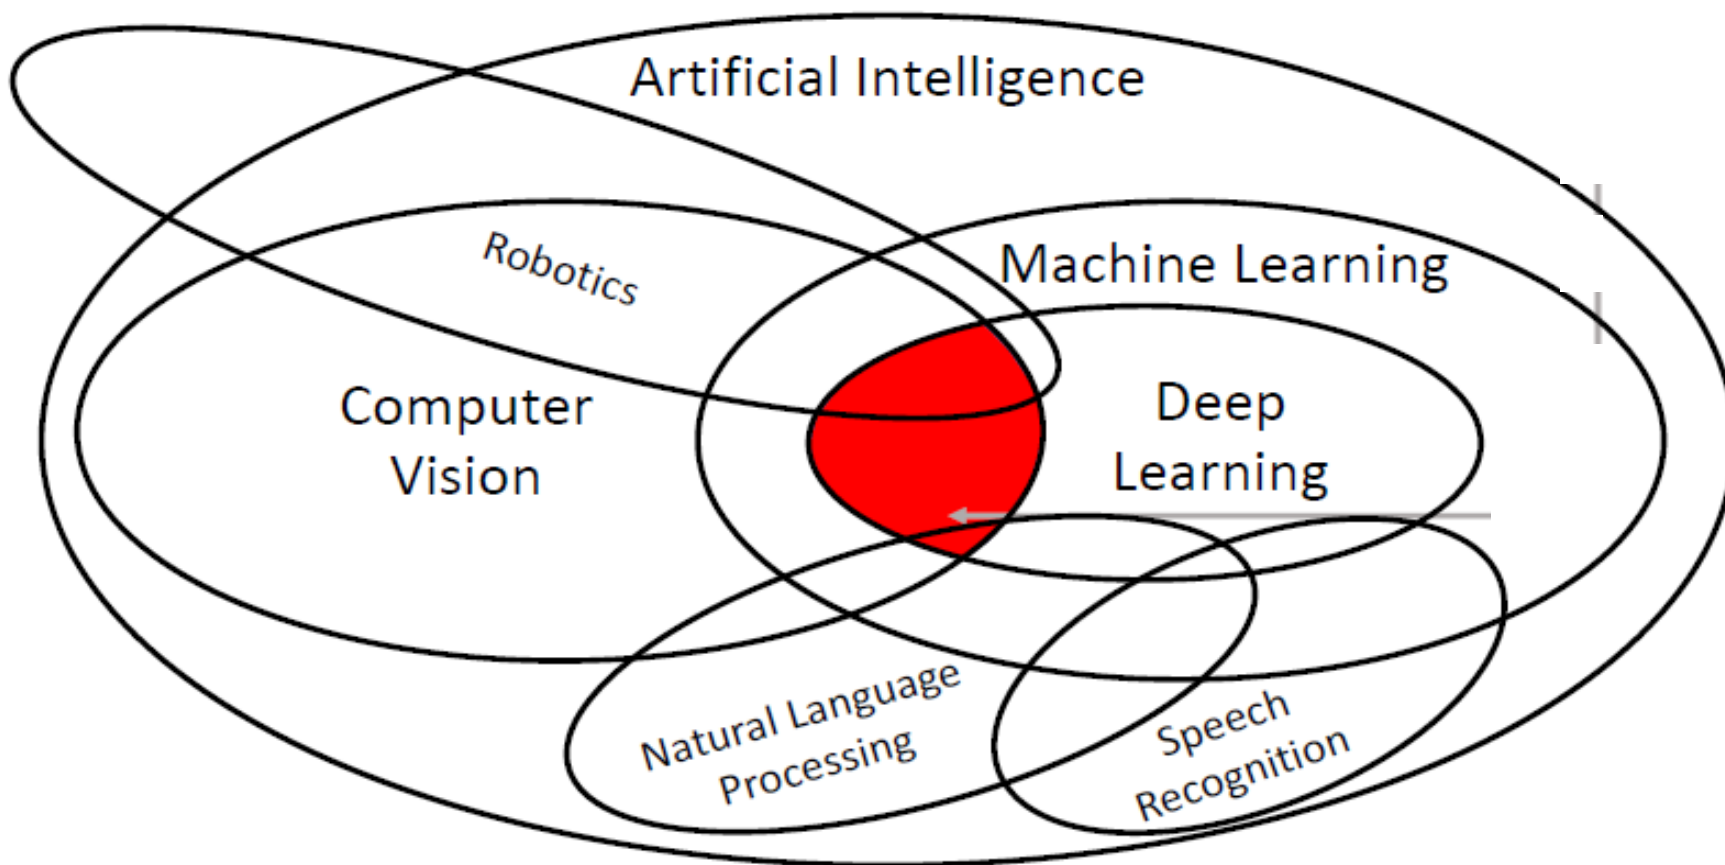 Artificial Intelligence
Robotics
Machine Learning
Computer
Vision
Deep
Learning
Natural Language
Processing
Speech
Recognition